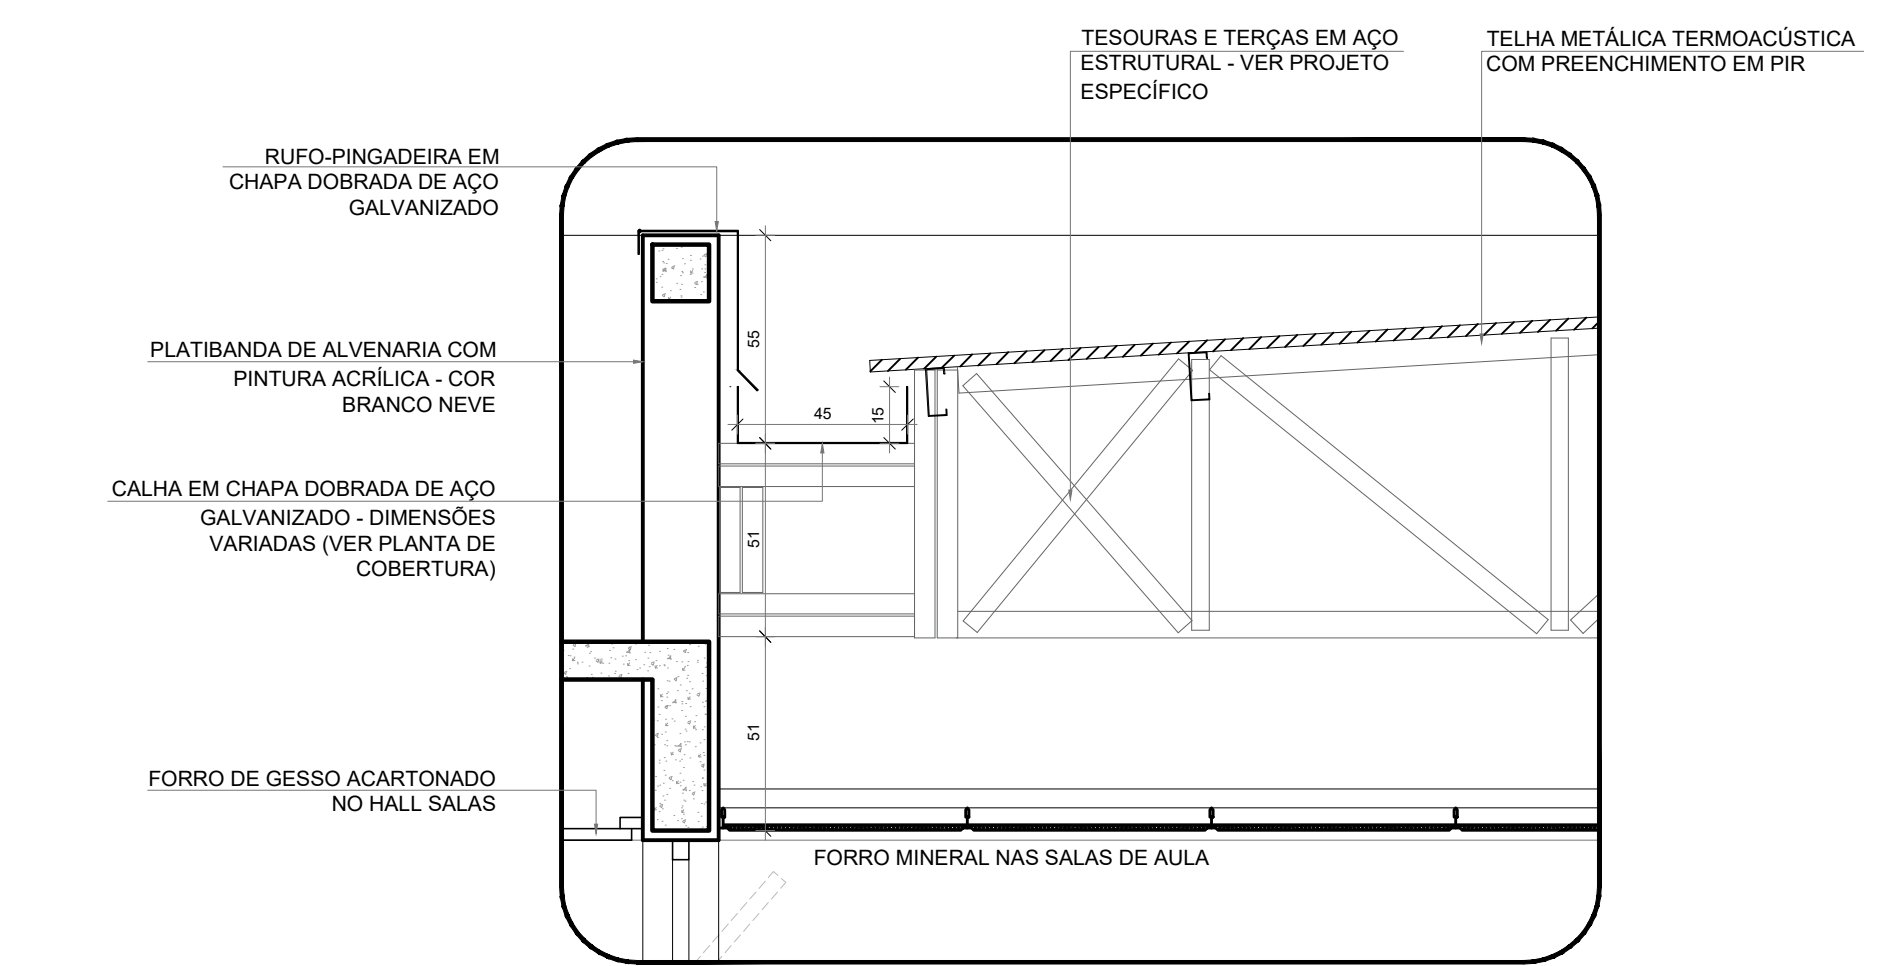 TESOURAS E TERÇAS EM AÇO
ESTRUTURAL - VER PROJETO
ESPECÍFICO
TELHA METÁLICA TERMOACÚSTICA
COM PREENCHIMENTO EM PIR
RUFO-PINGADEIRA EM
CHAPA DOBRADA DE AÇO
GALVANIZADO
PLATIBANDA DE ALVENARIA COM
PINTURA ACRÍLICA - COR
BRANCO NEVE
CALHA EM CHAPA DOBRADA DE AÇO
GALVANIZADO - DIMENSÕES
VARIADAS (VER PLANTA DE
COBERTURA)
FORRO DE GESSO ACARTONADO
NO HALL SALAS
55
45
15
51
51
FORRO MINERAL NAS SALAS DE AULA